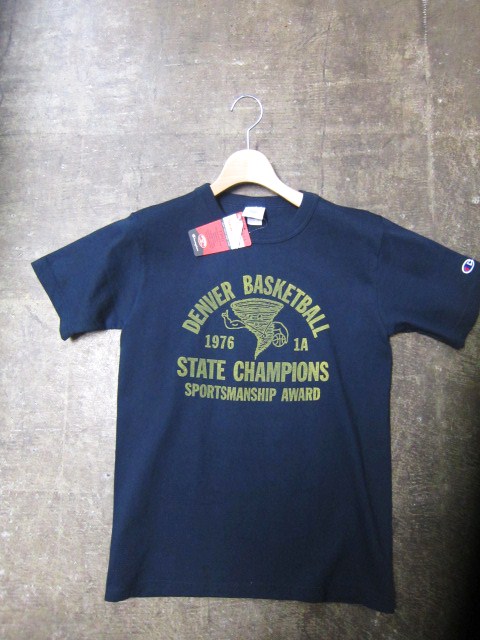 DENVER BASKETBALL
1976 1A
STATE CHAMPIONS
SPORTSMANSHIP AWARD